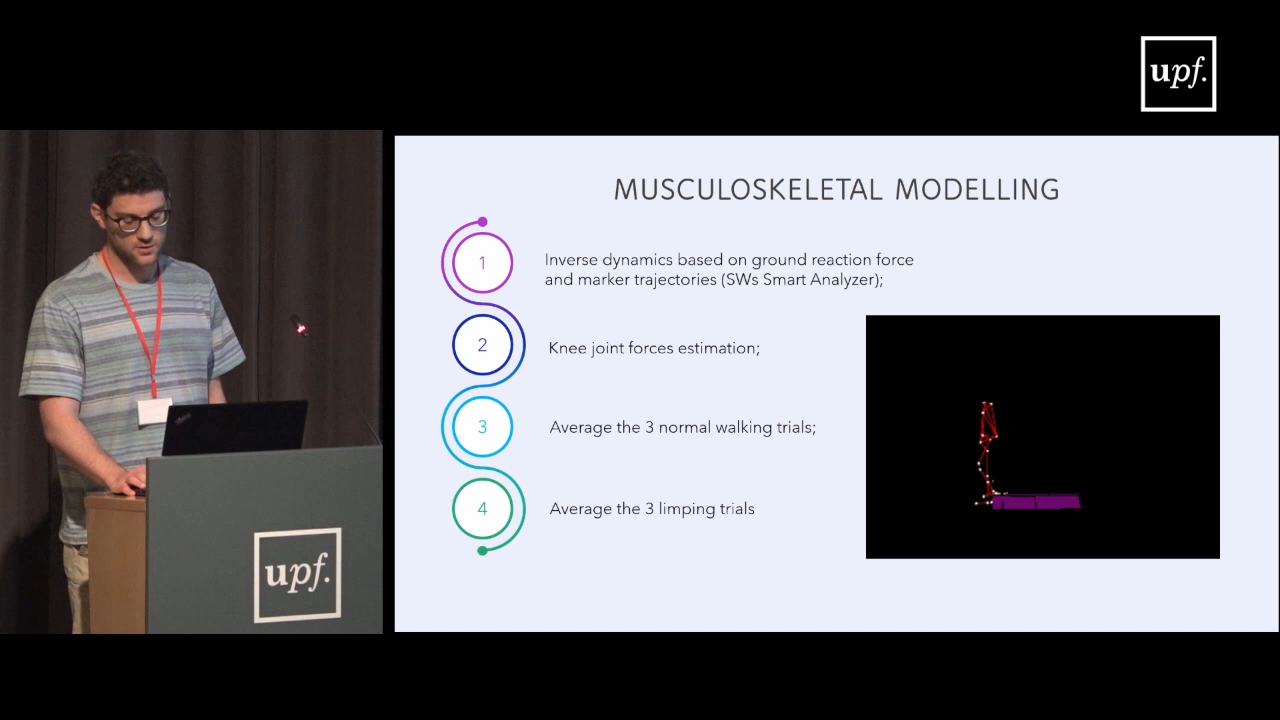 upf.
MUSCULOSKELETAL MODELLING
1
Inverse dynamics based on ground reaction force
and marker trajectories (SWs Smart Analyzer);
2
Knee joint forces estimation;
3
Average the 3 normal walking trials;
4
Average the 3 limping trials
upf.